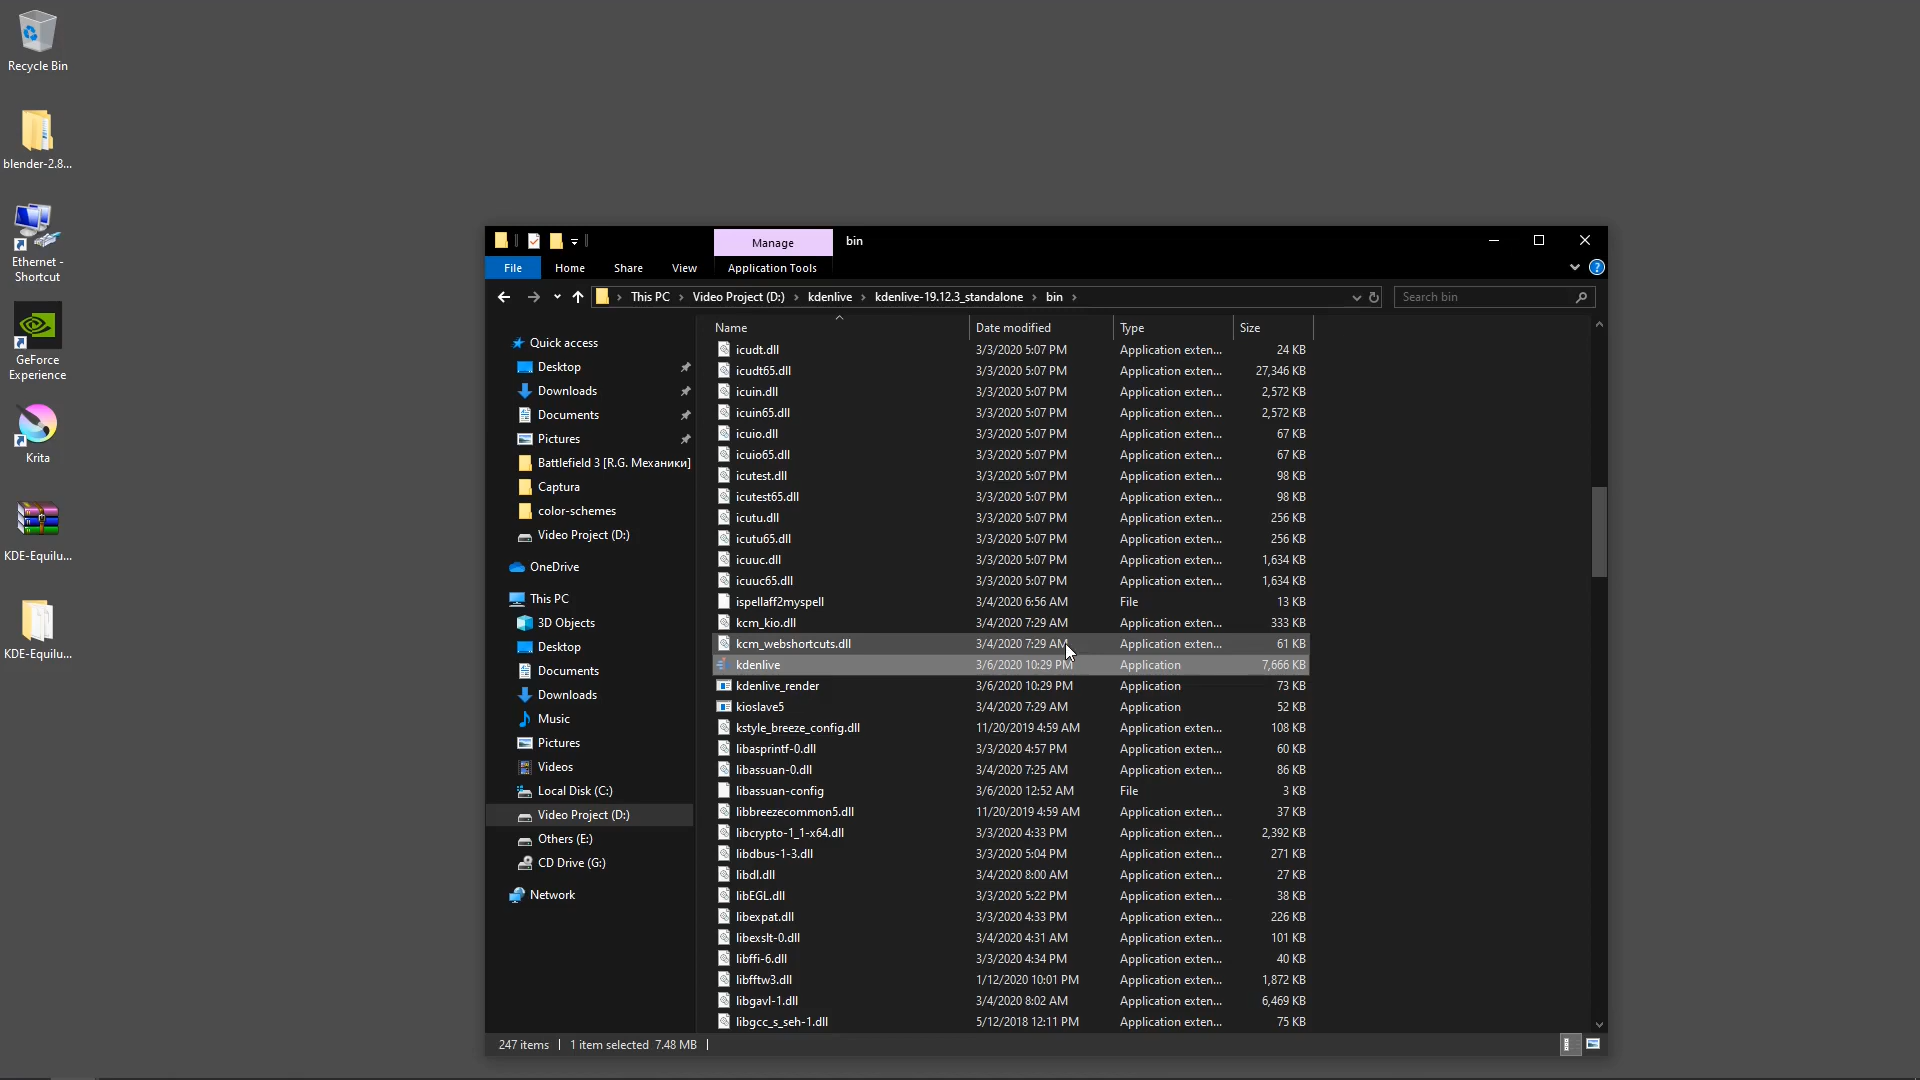 Recycle Bin
blender-2.8...
Ethernet -
Shortcut
GeForce
Experience
Krita
KDE-Equilu...
KDE-Equilu...
Manage
bin
File
Home
Share
View
Application Tools
This PC
Video Project (D:)
kdenlive
kdenlive-19.12.3_standalone
bin
Search bin
Quick access
Desktop
Downloads
Documents
Pictures
Battlefield 3 [R.G. Механики]
Captura
color-schemes
Video Project (D:)
OneDrive
This PC
3D Objects
Desktop
Documents
Downloads
Music
Pictures
Videos
Local Disk (C:)
Video Project (D:)
Others (E:)
CD Drive (G:)
Network
Name Date modified Type Size
icudt.dll 3/3/2020 5:07 PM Application exten... 24 KB
icudt65.dll 3/3/2020 5:07 PM Application exten... 27,346 KB
icuin.dll 3/3/2020 5:07 PM Application exten... 2,572 KB
icuin65.dll 3/3/2020 5:07 PM Application exten... 2,572 KB
icuio.dll 3/3/2020 5:07 PM Application exten... 67 KB
icuio65.dll 3/3/2020 5:07 PM Application exten... 67 KB
icutest.dll 3/3/2020 5:07 PM Application exten... 98 KB
icutest65.dll 3/3/2020 5:07 PM Application exten... 98 KB
icutu.dll 3/3/2020 5:07 PM Application exten... 256 KB
icutu65.dll 3/3/2020 5:07 PM Application exten... 256 KB
icuuc.dll 3/3/2020 5:07 PM Application exten... 1,634 KB
icuuc65.dll 3/3/2020 5:07 PM Application exten... 1,634 KB
ispellaff2myspell 3/4/2020 6:56 AM File 13 KB
kcm_kio.dll 3/4/2020 7:29 AM Application exten... 333 KB
kcm_webshortcuts.dll 3/4/2020 7:29 AM Application exten... 61 KB
kdenlive 3/6/2020 10:29 PM Application 7,666 KB
kdenlive_render 3/6/2020 10:29 PM Application 73 KB
kioslave5 3/4/2020 7:29 AM Application 52 KB
kstyle_breeze_config.dll 11/20/2019 4:59 AM Application exten... 108 KB
libasprintf-0.dll 3/3/2020 4:57 PM Application exten... 60 KB
libassuan-0.dll 3/4/2020 7:25 AM Application exten... 86 KB
libassuan-config 3/6/2020 12:52 AM File 3 KB
libbreezecommon5.dll 11/20/2019 4:59 AM Application exten... 37 KB
libcrypto-1_1-x64.dll 3/3/2020 4:33 PM Application exten... 2,392 KB
libdbus-1-3.dll 3/3/2020 5:04 PM Application exten... 271 KB
libdl.dll 3/4/2020 8:00 AM Application exten... 27 KB
libEGL.dll 3/3/2020 5:22 PM Application exten... 38 KB
libexpat.dll 3/3/2020 4:33 PM Application exten... 226 KB
libexslt-0.dll 3/4/2020 4:31 AM Application exten... 101 KB
libffi-6.dll 3/3/2020 4:34 PM Application exten... 40 KB
libfftw3.dll 1/12/2020 10:01 PM Application exten... 1,872 KB
libgavl-1.dll 3/4/2020 8:02 AM Application exten... 6,469 KB
libgcc_s_seh-1.dll 5/12/2018 12:11 PM Application exten... 75 KB
247 items 1 item selected 7.48 MB